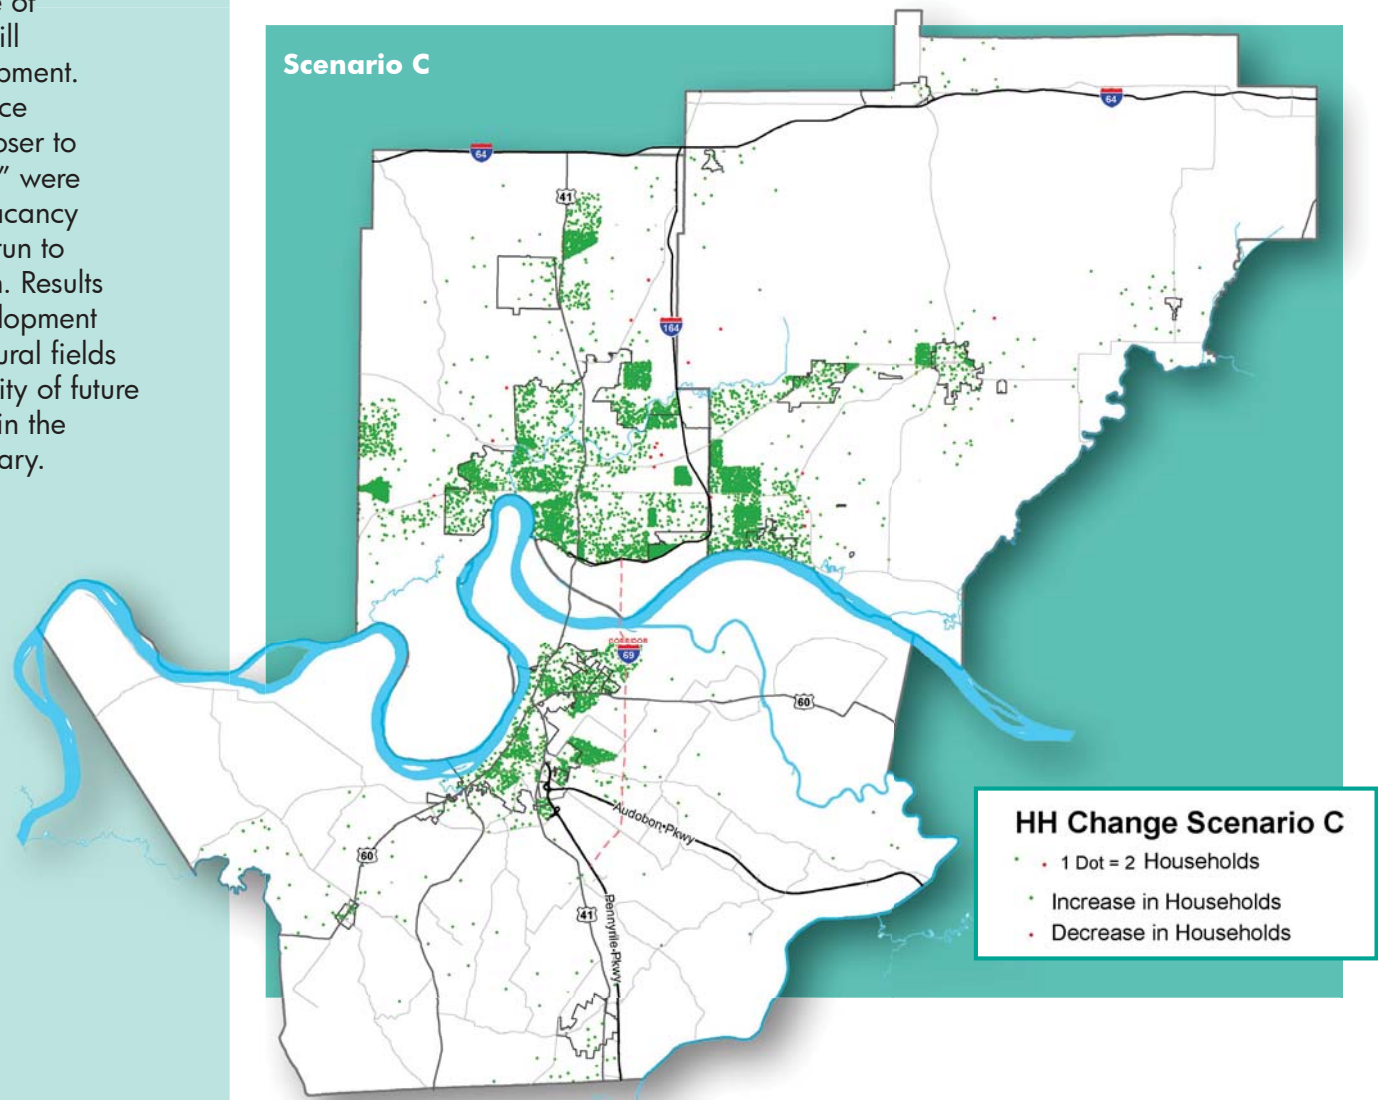 e of
ill
pment.
ce
oser to
” were
acancy
run to
n. Results
lopment
ural fields
ity of future
in the
ary.
Scenario C
64
64
41
164
CORRIDOR
69
60
Audobon Pkwy
60
41
Pennyrile Pkwy
HH Change Scenario C
1 Dot = 2 Households
Increase in Households
Decrease in Households